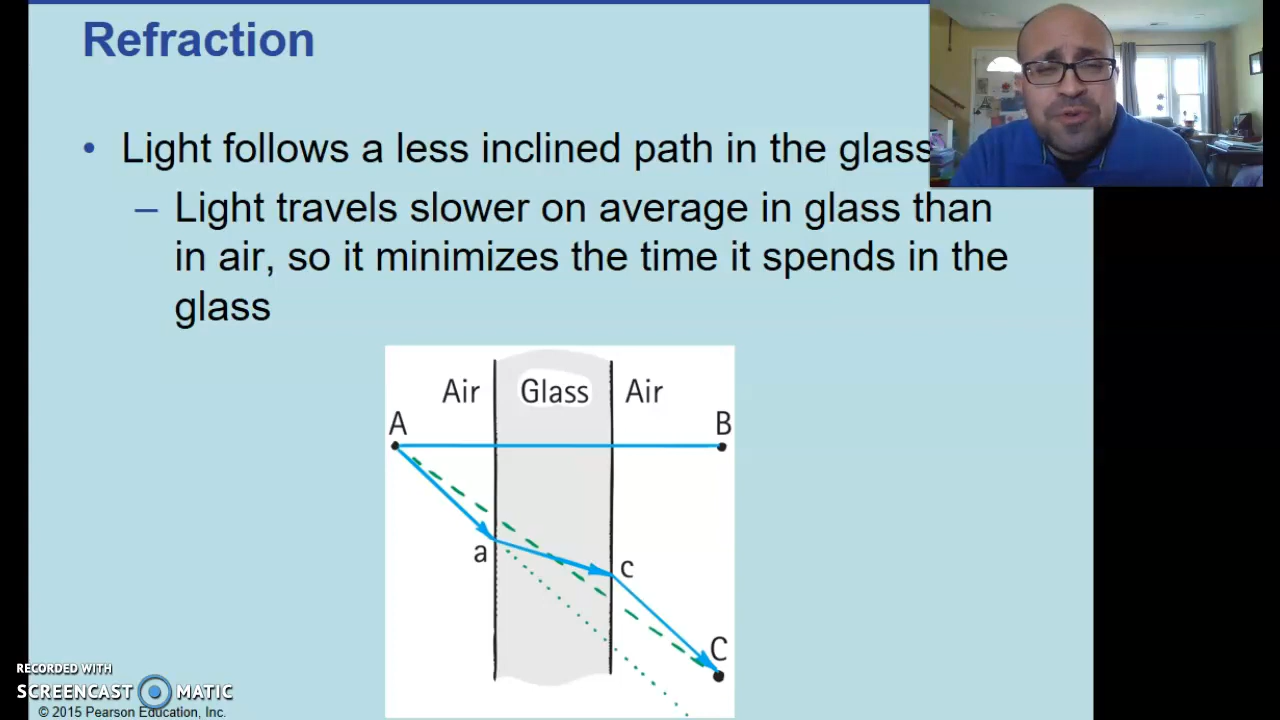 Refraction
• Light follows a less inclined path in the glass
– Light travels slower on average in glass than
in air, so it minimizes the time it spends in the
glass
Air Glass Air
A B
a c
C
RECORDED WITH
SCREENCAST MATIC
© 2015 Pearson Education, Inc.